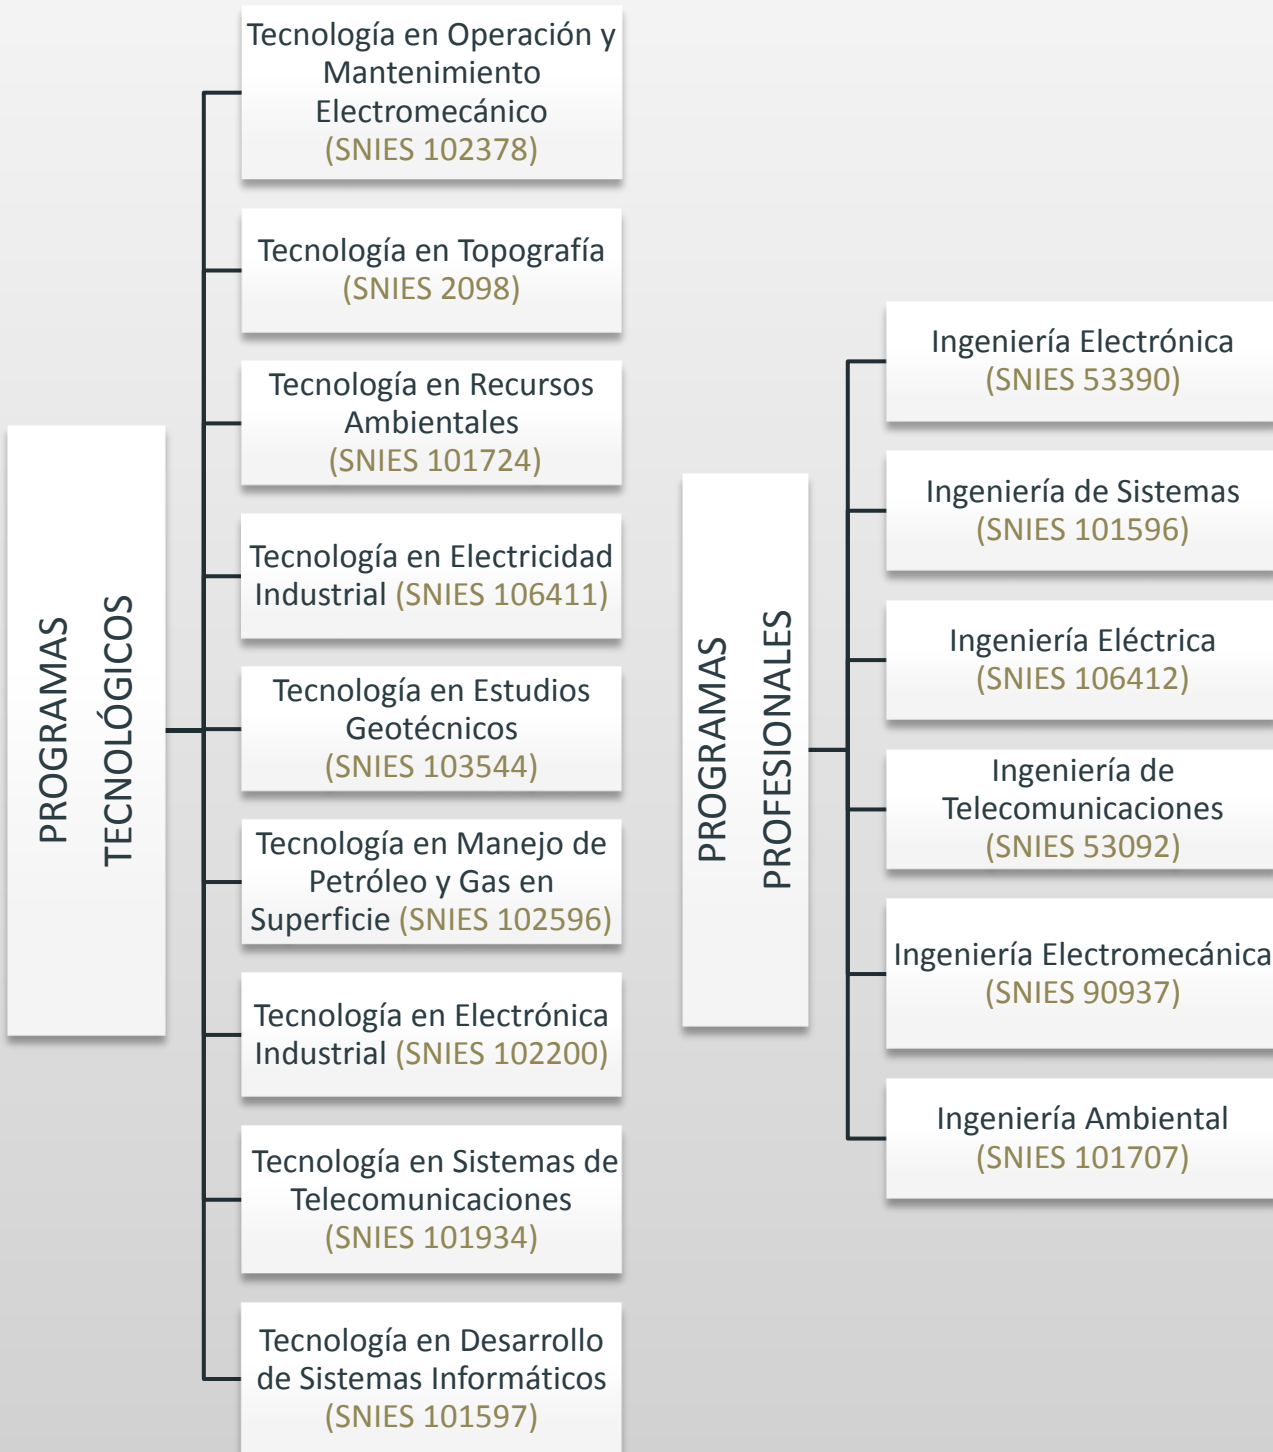 PROGRAMAS
TECNOLÓGICOS
Tecnología en Operación y
Mantenimiento
Electromecánico
(SNIES 102378)
Tecnología en Topografía
(SNIES 2098)
Tecnología en Recursos
Ambientales
(SNIES 101724)
Tecnología en Electricidad
Industrial (SNIES 106411)
Tecnología en Estudios
Geotécnicos
(SNIES 103544)
Tecnología en Manejo de
Petróleo y Gas en
Superficie (SNIES 102596)
Tecnología en Electrónica
Industrial (SNIES 102200)
Tecnología en Sistemas de
Telecomunicaciones
(SNIES 101934)
Tecnología en Desarrollo
de Sistemas Informáticos
(SNIES 101597)
PROGRAMAS
PROFESIONALES
Ingeniería Electrónica
(SNIES 53390)
Ingeniería de Sistemas
(SNIES 101596)
Ingeniería Eléctrica
(SNIES 106412)
Ingeniería de
Telecomunicaciones
(SNIES 53092)
Ingeniería Electromecánica
(SNIES 90937)
Ingeniería Ambiental
(SNIES 101707)